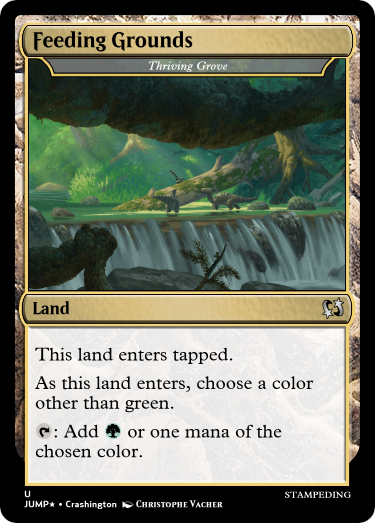 Feeding Grounds
Thriving Grove
Land
This land enters tapped.
As this land enters, choose a color
other than green.
: Add or one mana of the
chosen color.
U
JUMP★ • Crashington Christophe Vacher
STAMPEDING